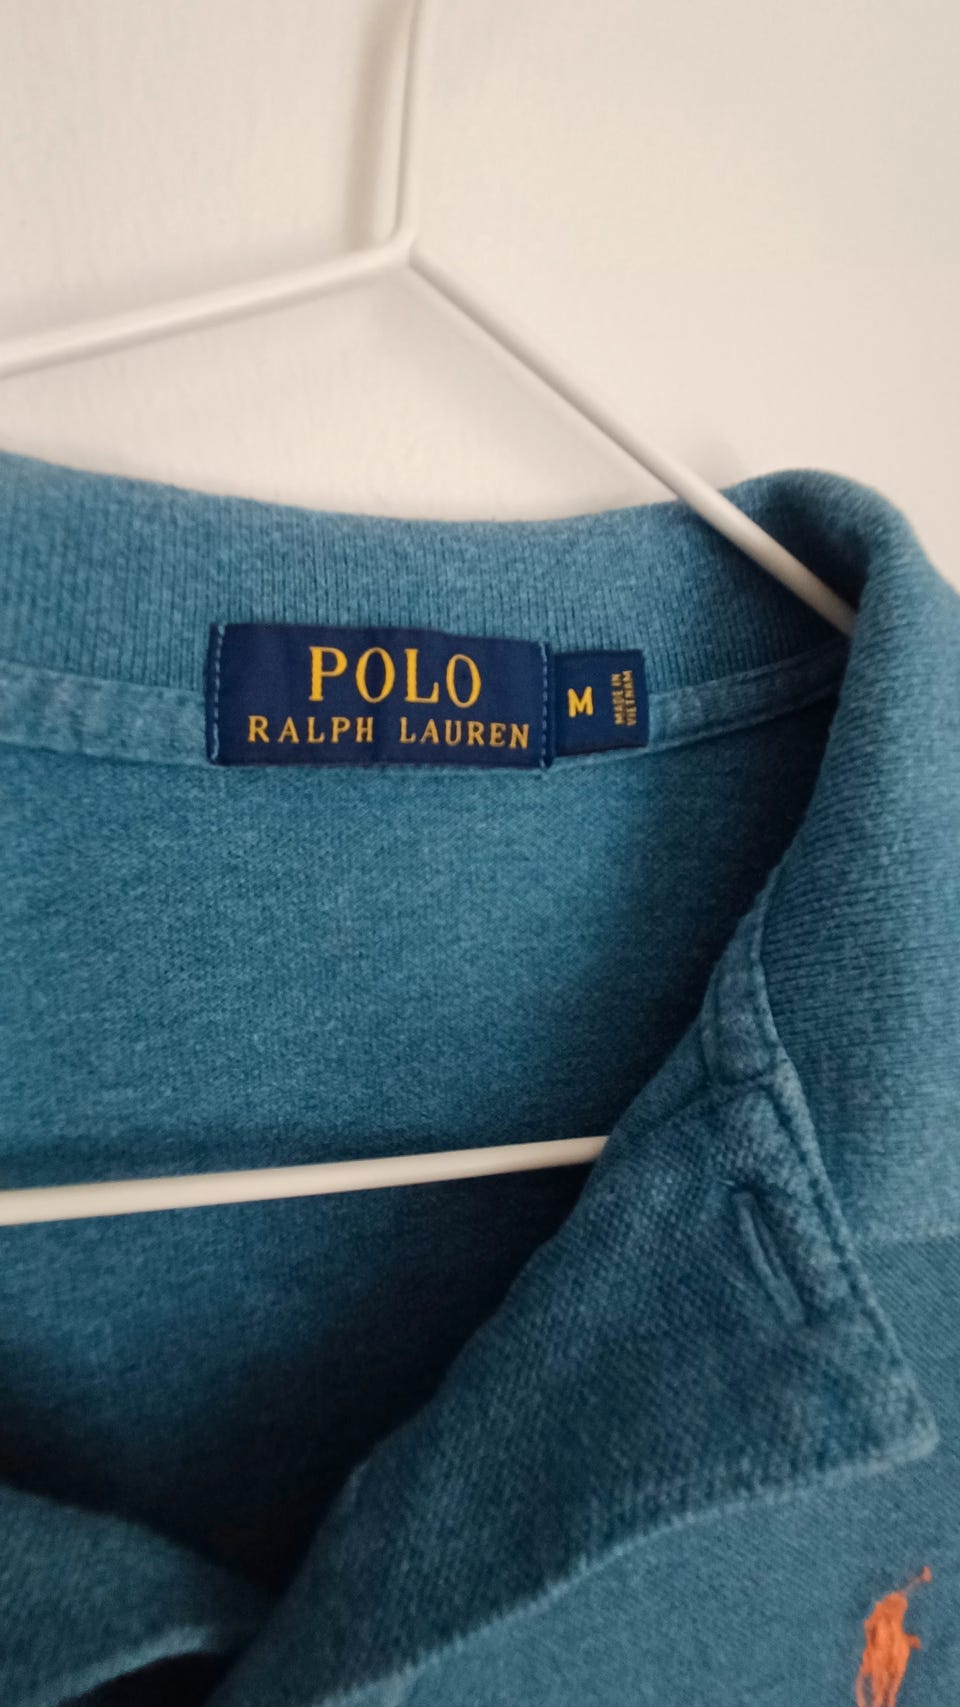 POLO
RALPH LAUREN
M
MADE IN
VIETNAM